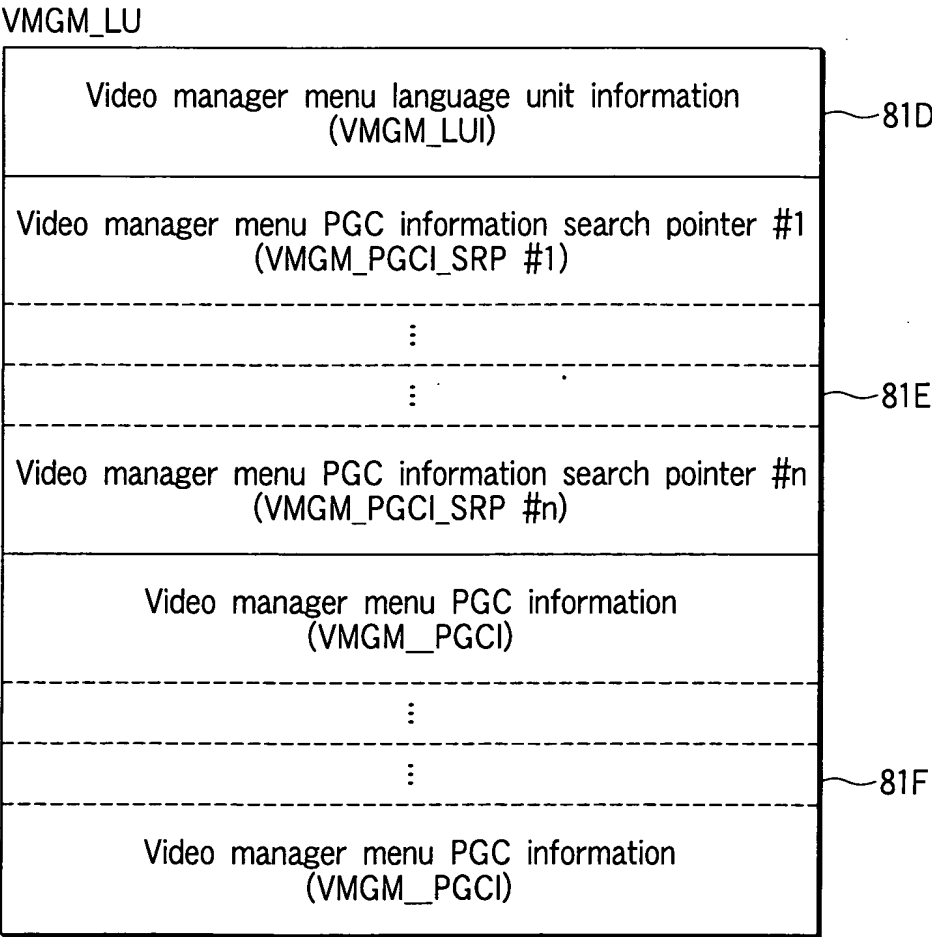 VMGM_LU
Video manager menu language unit information
(VMGM_LUI)
81D
Video manager menu PGC information search pointer #1
(VMGM_PGCI_SRP #1)
⋮
⋮
81E
Video manager menu PGC information search pointer #n
(VMGM_PGCI_SRP #n)
Video manager menu PGC information
(VMGM__PGCI)
⋮
⋮
81F
Video manager menu PGC information
(VMGM__PGCI)